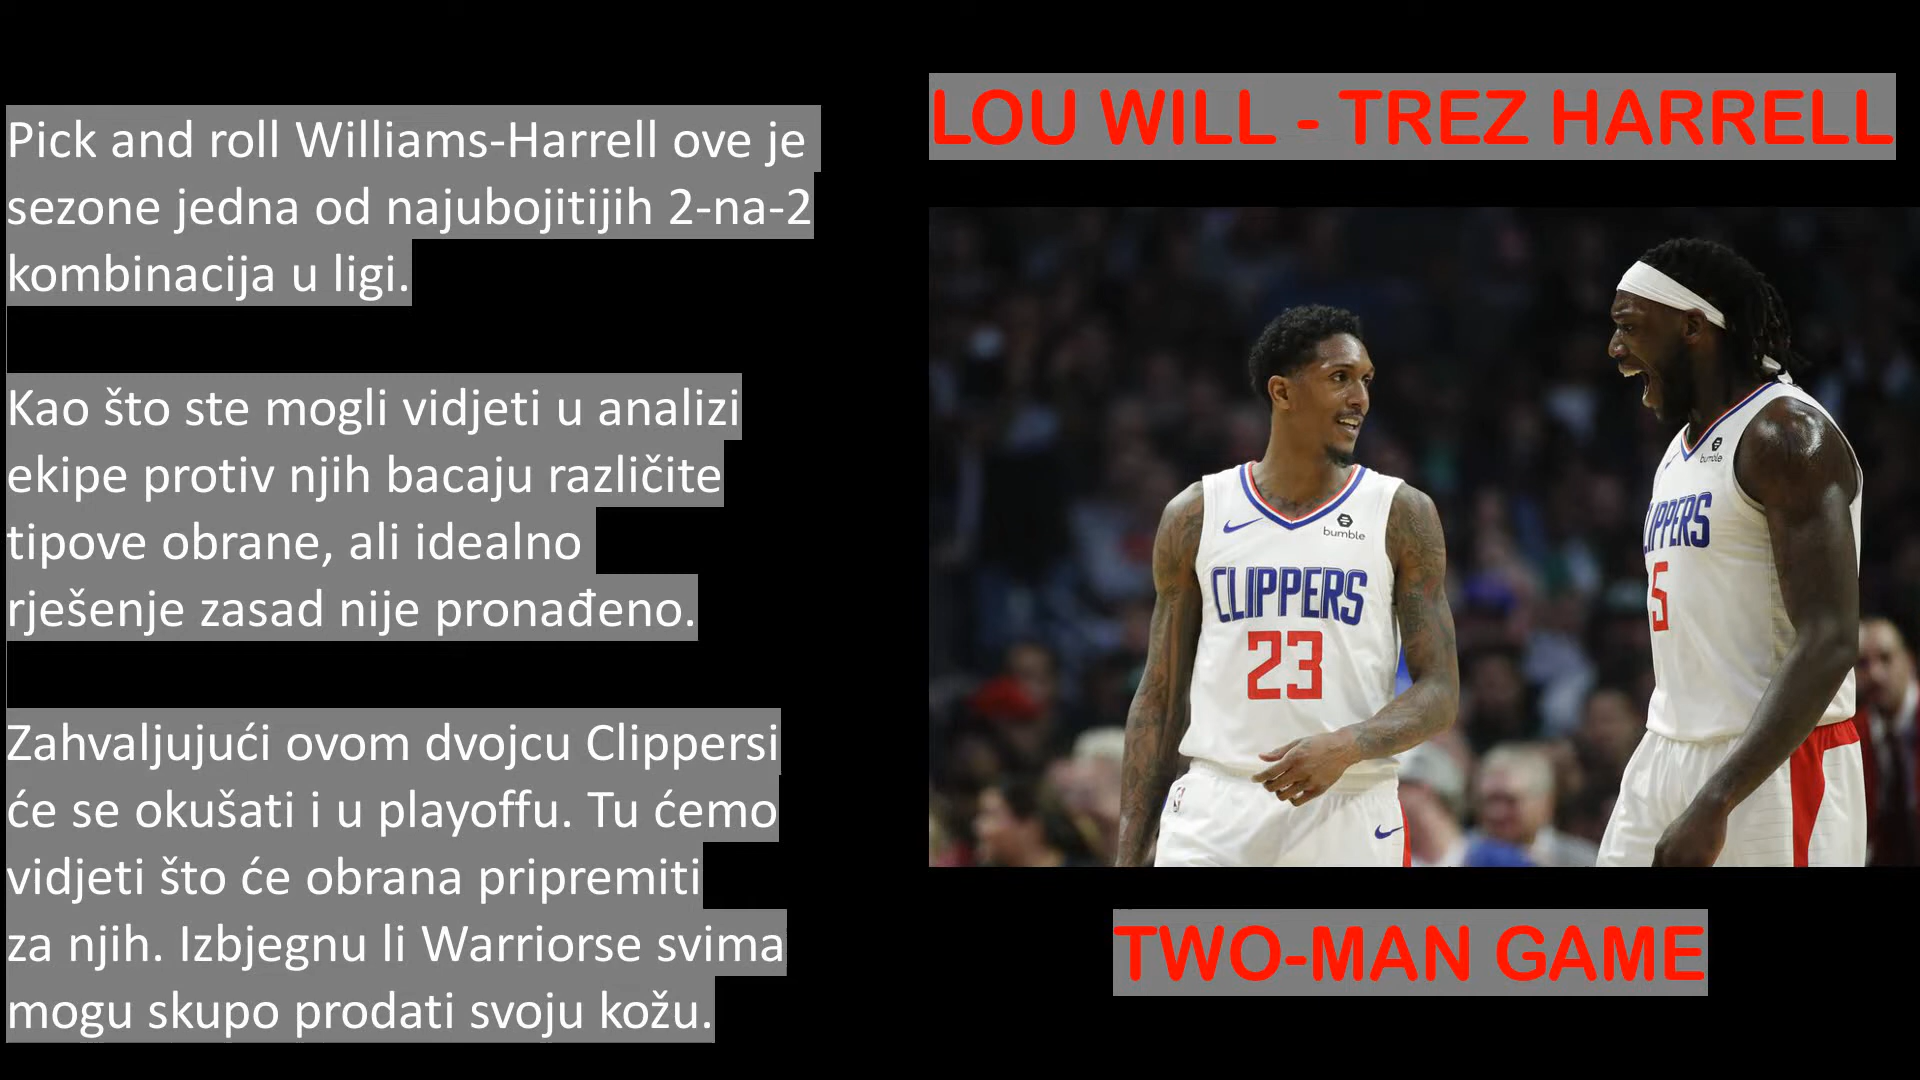 Pick and roll Williams-Harrell ove je
sezone jedna od najubojitijih 2-na-2
kombinacija u ligi.
Kao što ste mogli vidjeti u analizi
ekipe protiv njih bacaju različite
tipove obrane, ali idealno
rješenje zasad nije pronađeno.
Zahvaljujući ovom dvojcu Clippersi
će se okušati i u playoffu. Tu ćemo
vidjeti što će obrana pripremiti
za njih. Izbjegnu li Warriorse svima
mogu skupo prodati svoju kožu.
LOU WILL - TREZ HARRELL
bumble
CLIPPERS
23
bumble
CLIPPERS
5
TWO-MAN GAME